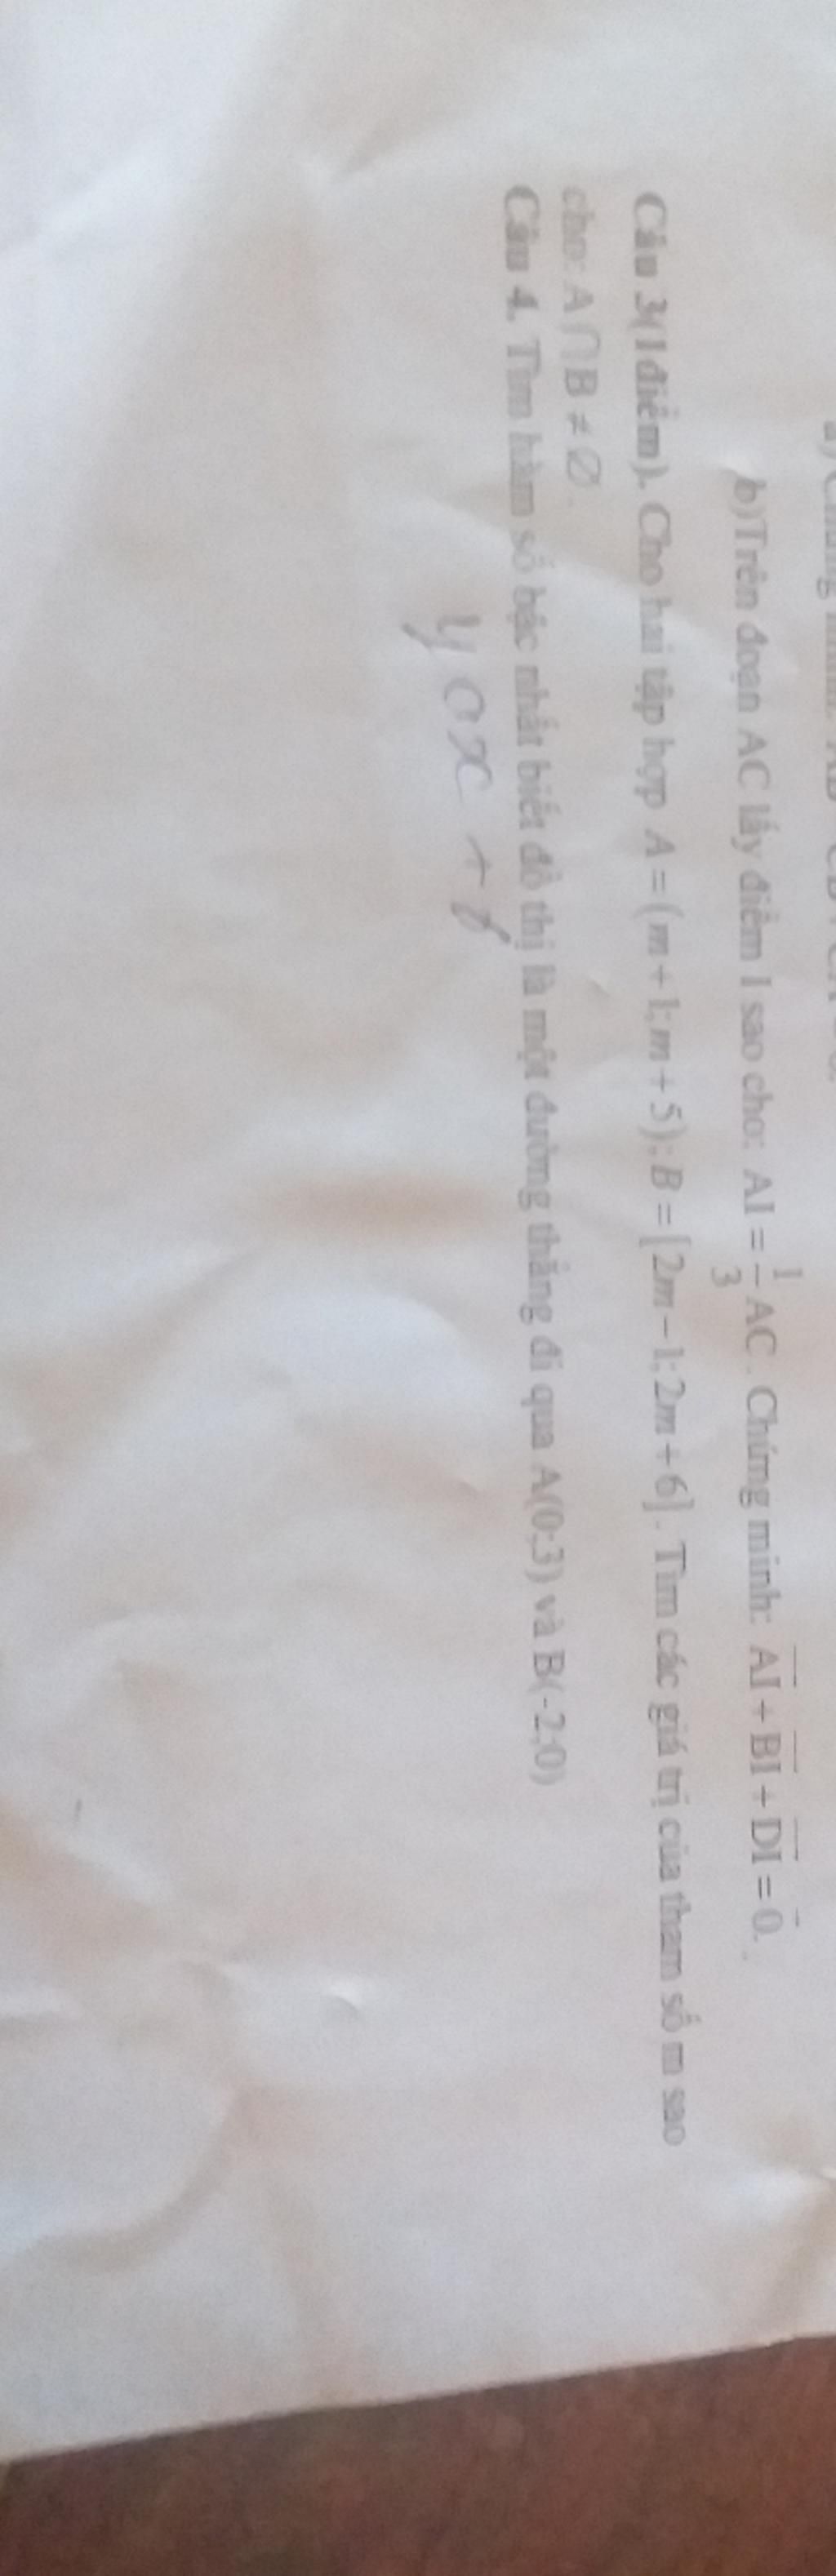 b)Trên đoạn AC lấy điểm I sao cho: AI = 1/3 AC. Chứng minh: AI + BI + DI = 0.
Câu 3(1điểm). Cho hai tập hợp A = (m+1; m+5); B = [2m−1; 2m+6]. Tìm các giá trị của tham số m sao
cho: A∩B ≠ ∅.
Câu 4. Tìm hàm số bậc nhất biết đồ thị là một đường thẳng đi qua A(0;3) và B(-2;0)
y ax + b